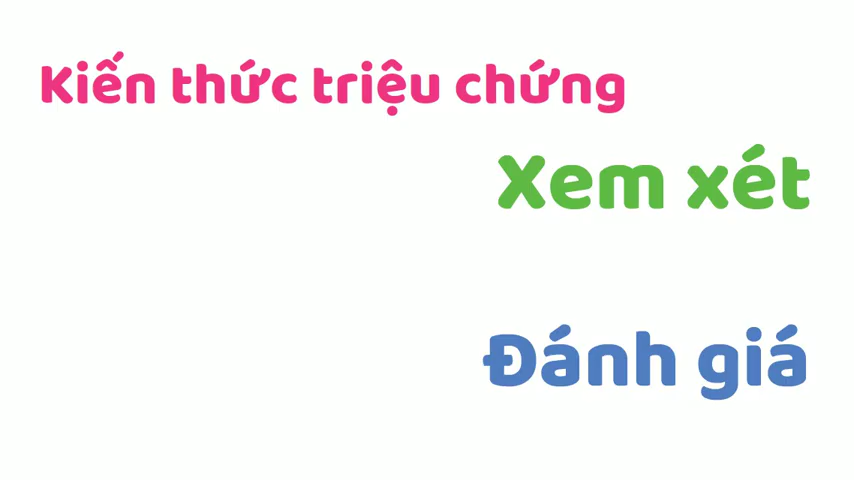 Kiến thức triệu chứng
Xem xét
Đánh giá